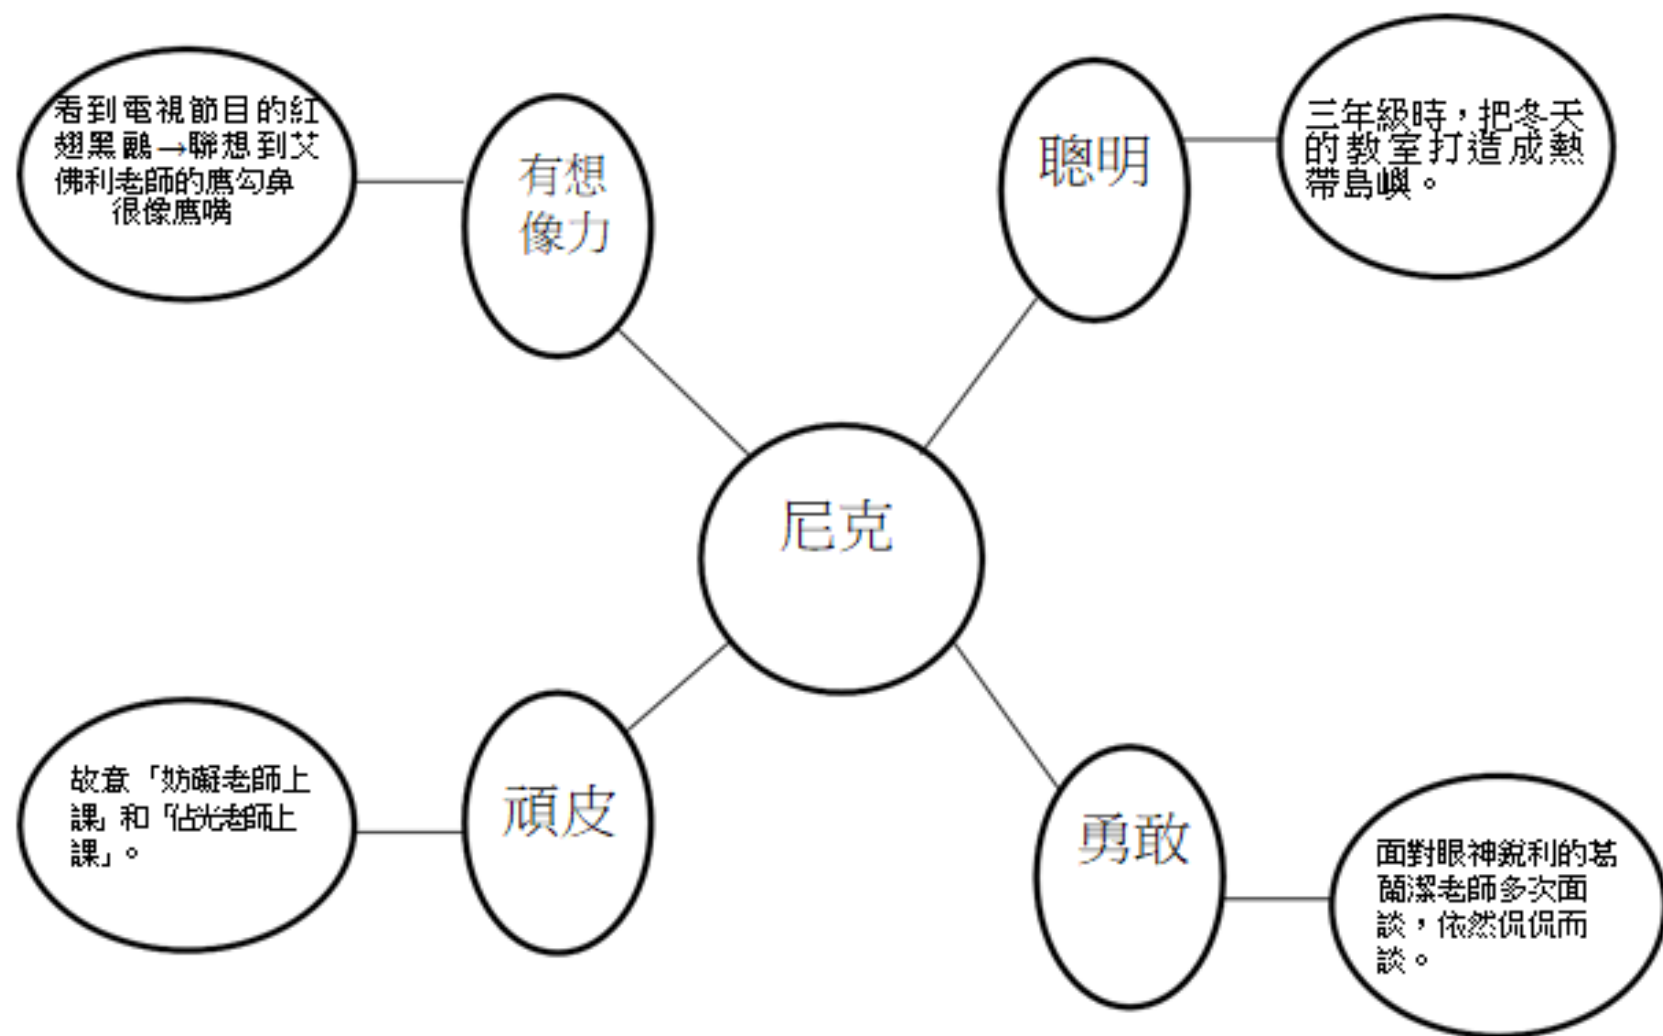 看到電視節目的紅
翅黑鸝→聯想到艾
佛利老師的鷹勾鼻
很像鷹嘴
有想
像力
聰明
三年級時，把冬天
的教室打造成熱
帶島嶼。
尼克
故意「妨礙老師上
課」和「佔光老師上
課」。
頑皮
勇敢
面對眼神銳利的葛
蘭潔老師多次面
談，依然侃侃而
談。